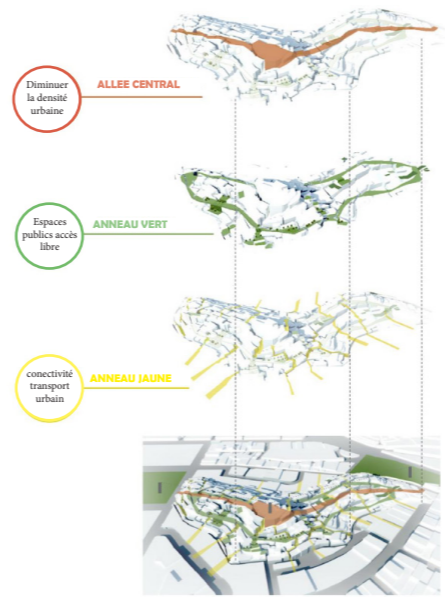 Diminuer
la densité
urbaine
ALLEE CENTRAL
Espaces
publics accès
libre
ANNEAU VERT
conectivité
transport
urbain
ANNEAU JAUNE